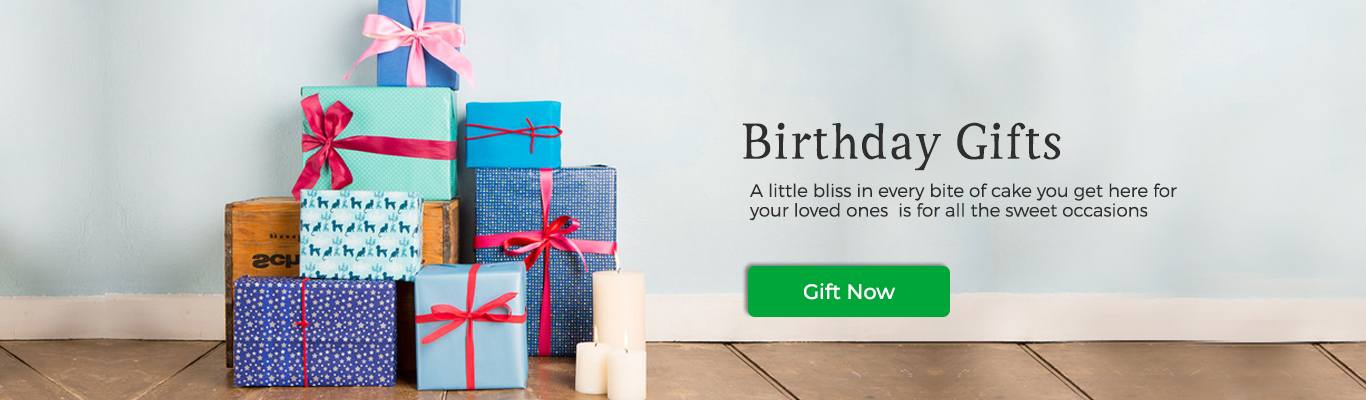 Birthday Gifts
A little bliss in every bite of cake you get here for
your loved ones  is for all the sweet occasions
Gift Now
Sch